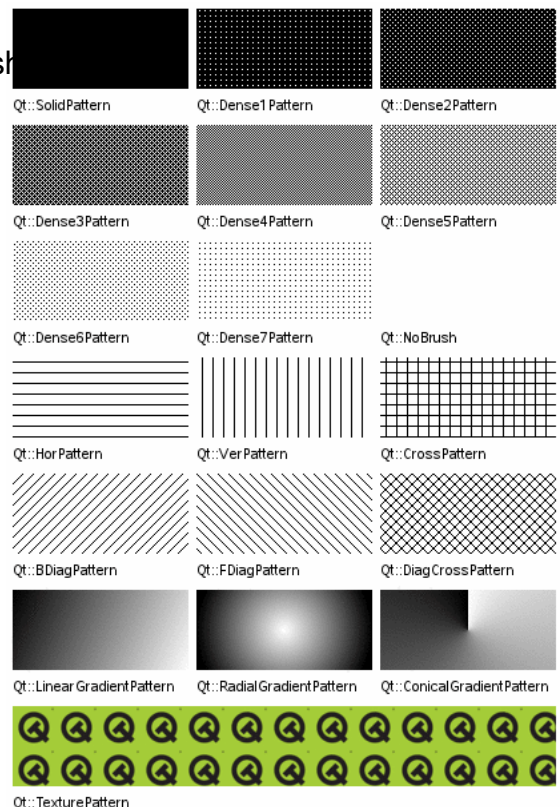 Qt::SolidPattern Qt::Dense1Pattern Qt::Dense2Pattern
Qt::Dense3Pattern Qt::Dense4Pattern Qt::Dense5Pattern
Qt::Dense6Pattern Qt::Dense7Pattern Qt::NoBrush
Qt::HorPattern Qt::VerPattern Qt::CrossPattern
Qt::BDiagPattern Qt::FDiagPattern Qt::DiagCrossPattern
Qt::LinearGradientPattern Qt::RadialGradientPattern Qt::ConicalGradientPattern
Qt::TexturePattern